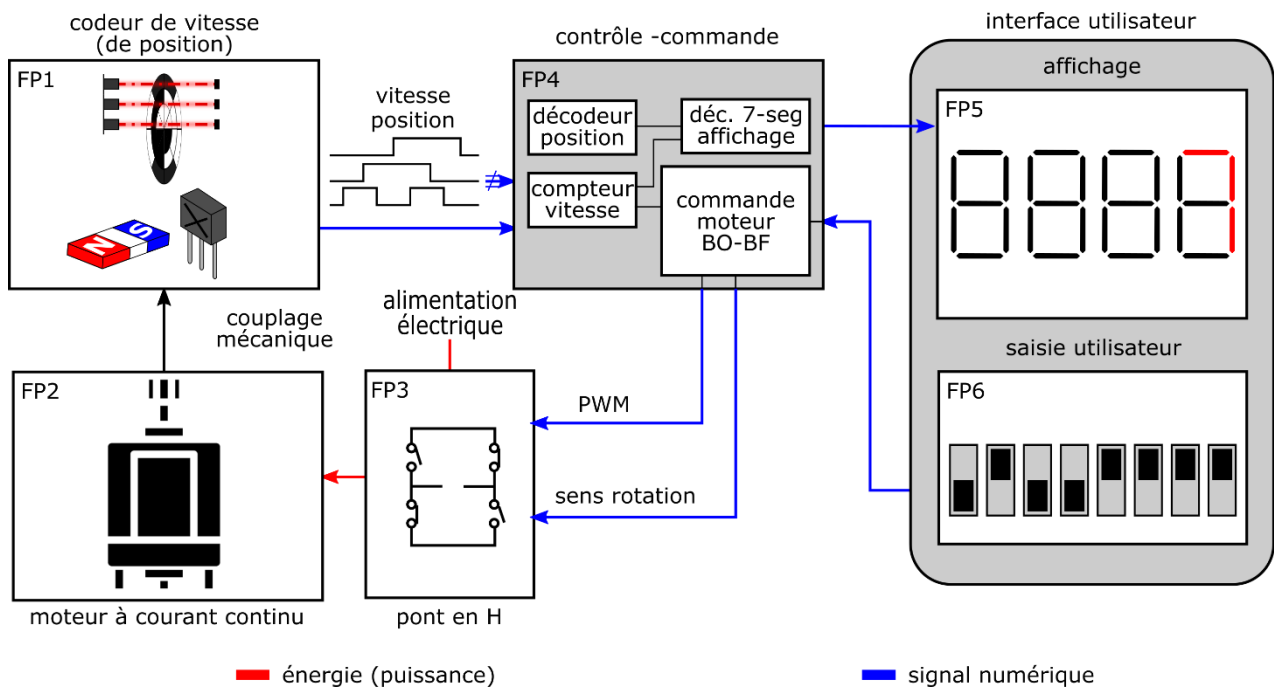 codeur de vitesse
(de position)
FP1
N
S
vitesse
position
contrôle -commande
FP4
décodeur
position
déc. 7-seg
affichage
compteur
vitesse
commande
moteur
BO-BF
interface utilisateur
affichage
FP5
saisie utilisateur
FP6
couplage
mécanique
alimentation
électrique
FP2
FP3
PWM
sens rotation
moteur à courant continu
pont en H
énergie (puissance)
signal numérique